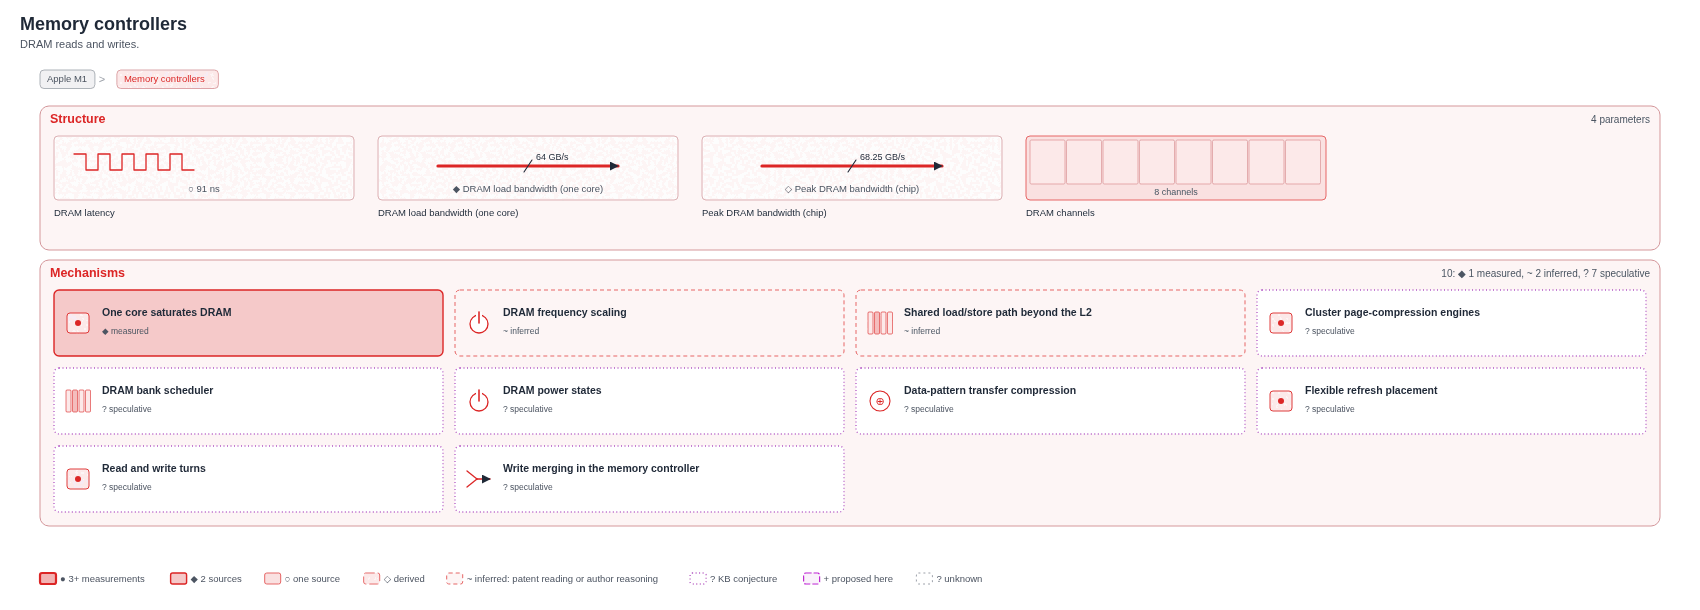 Memory controllers
DRAM reads and writes.
Apple M1 > Memory controllers
Structure
4 parameters
○ 91 ns
DRAM latency
64 GB/s
◆ DRAM load bandwidth (one core)
DRAM load bandwidth (one core)
68.25 GB/s
◇ Peak DRAM bandwidth (chip)
Peak DRAM bandwidth (chip)
8 channels
DRAM channels
Mechanisms
10: ◆ 1 measured, ~ 2 inferred, ? 7 speculative
One core saturates DRAM
◆ measured
DRAM frequency scaling
~ inferred
Shared load/store path beyond the L2
~ inferred
Cluster page-compression engines
? speculative
DRAM bank scheduler
? speculative
DRAM power states
? speculative
Data-pattern transfer compression
? speculative
Flexible refresh placement
? speculative
Read and write turns
? speculative
Write merging in the memory controller
? speculative
● 3+ measurements
◆ 2 sources
○ one source
◇ derived
~ inferred: patent reading or author reasoning
? KB conjecture
+ proposed here
? unknown